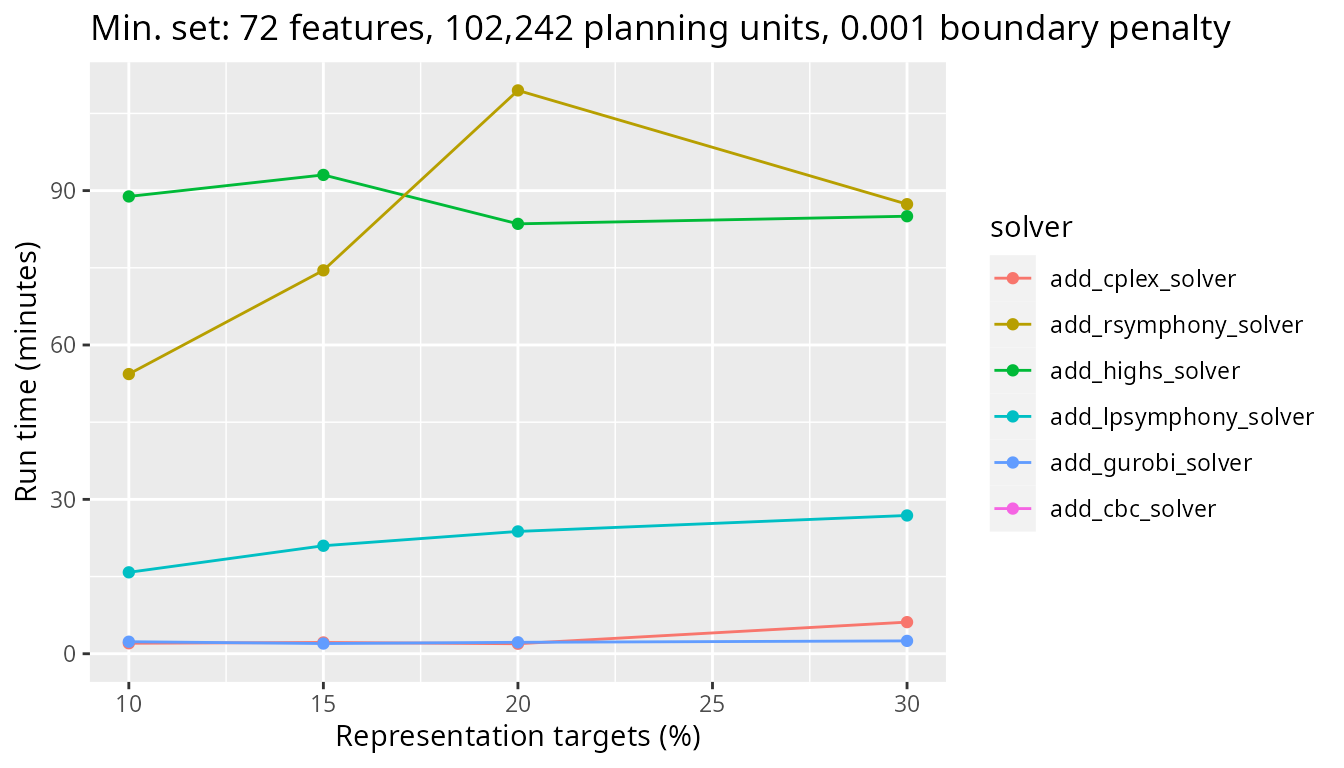 Min. set: 72 features, 102,242 planning units, 0.001 boundary penalty
Run time (minutes)
90
60
30
0
10 15 20 25 30
Representation targets (%)
solver
add_cplex_solver
add_rsymphony_solver
add_highs_solver
add_lpsymphony_solver
add_gurobi_solver
add_cbc_solver